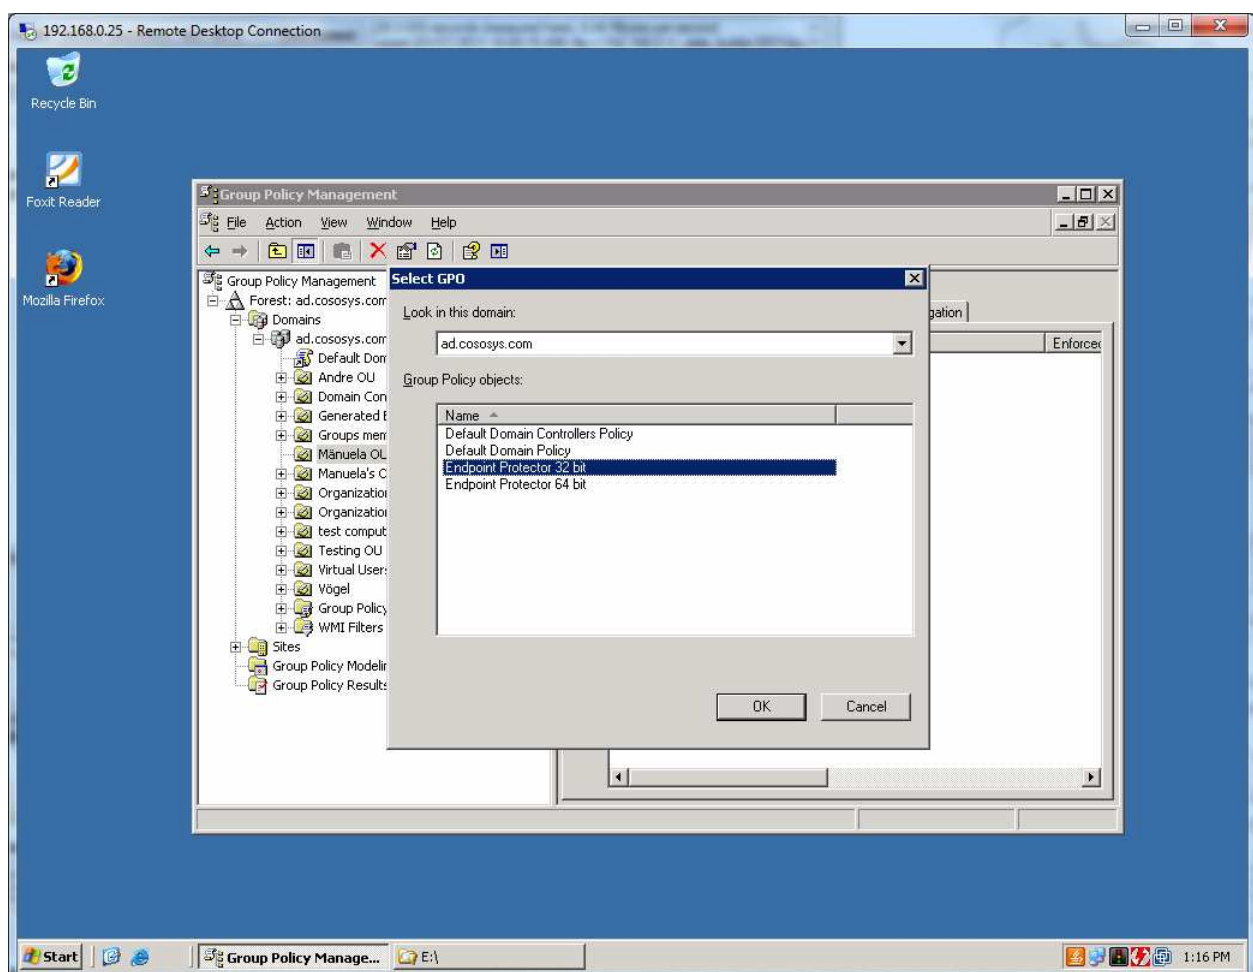 192.168.0.25 - Remote Desktop Connection
Recycle Bin
Foxit Reader
Mozilla Firefox
Group Policy Management
File Action View Window Help
Group Policy Management
Forest: ad.cososys.com
Domains
ad.cososys.com
Default Dom
Andre OU
Domain Con
Generated
Groups mem
Mänuela OU
Manuela's O
Organization
Organization
test comput
Testing OU
Virtual Users
Vögel
Group Policy
WMI Filters
Sites
Group Policy Modelin
Group Policy Results
Select GPO
Look in this domain:
ad.cososys.com
Group Policy objects:
Name
Default Domain Controllers Policy
Default Domain Policy
Endpoint Protector 32 bit
Endpoint Protector 64 bit
OK Cancel
gation
Enforced
Start
Group Policy Manage...
E:\
1:16 PM